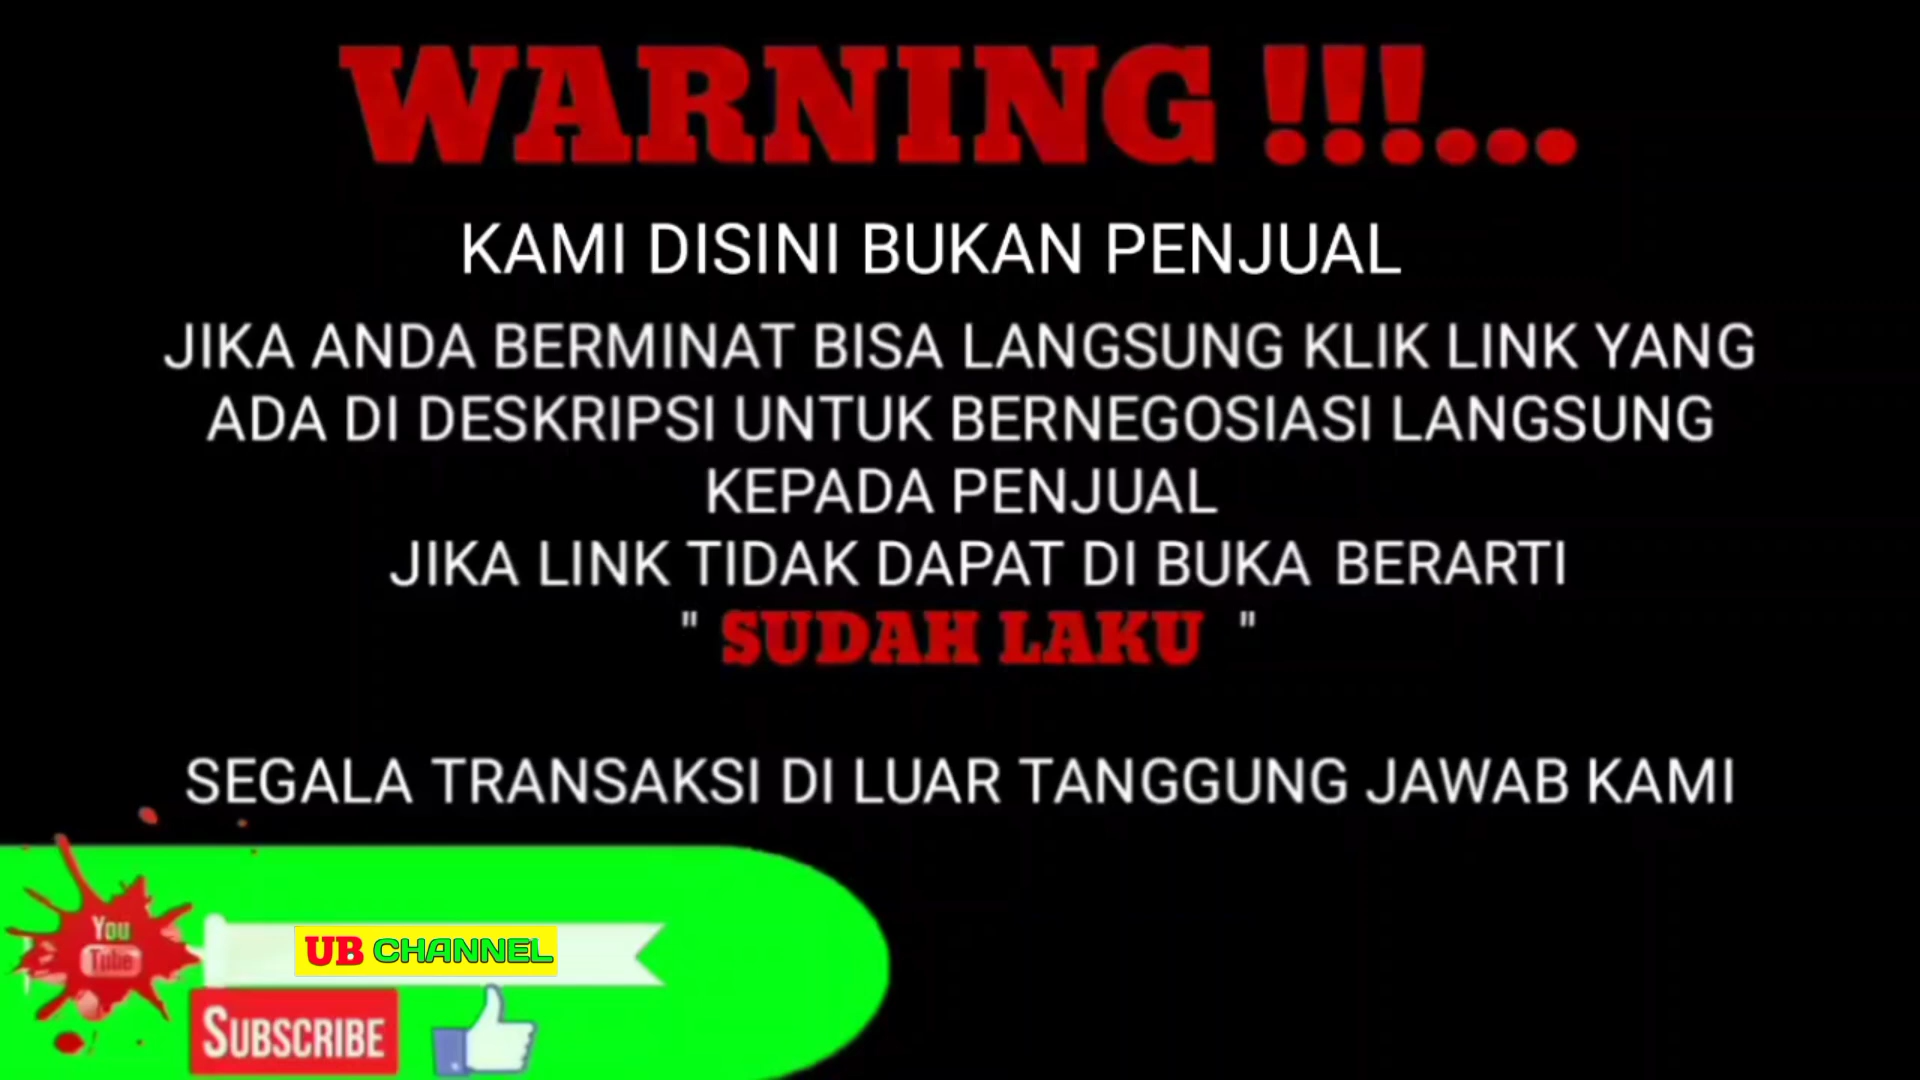 WARNING !!!...
KAMI DISINI BUKAN PENJUAL
JIKA ANDA BERMINAT BISA LANGSUNG KLIK LINK YANG
ADA DI DESKRIPSI UNTUK BERNEGOSIASI LANGSUNG
KEPADA PENJUAL
JIKA LINK TIDAK DAPAT DI BUKA BERARTI
" SUDAH LAKU "
SEGALA TRANSAKSI DI LUAR TANGGUNG JAWAB KAMI
You
Tube
UB CHANNEL
SUBSCRIBE